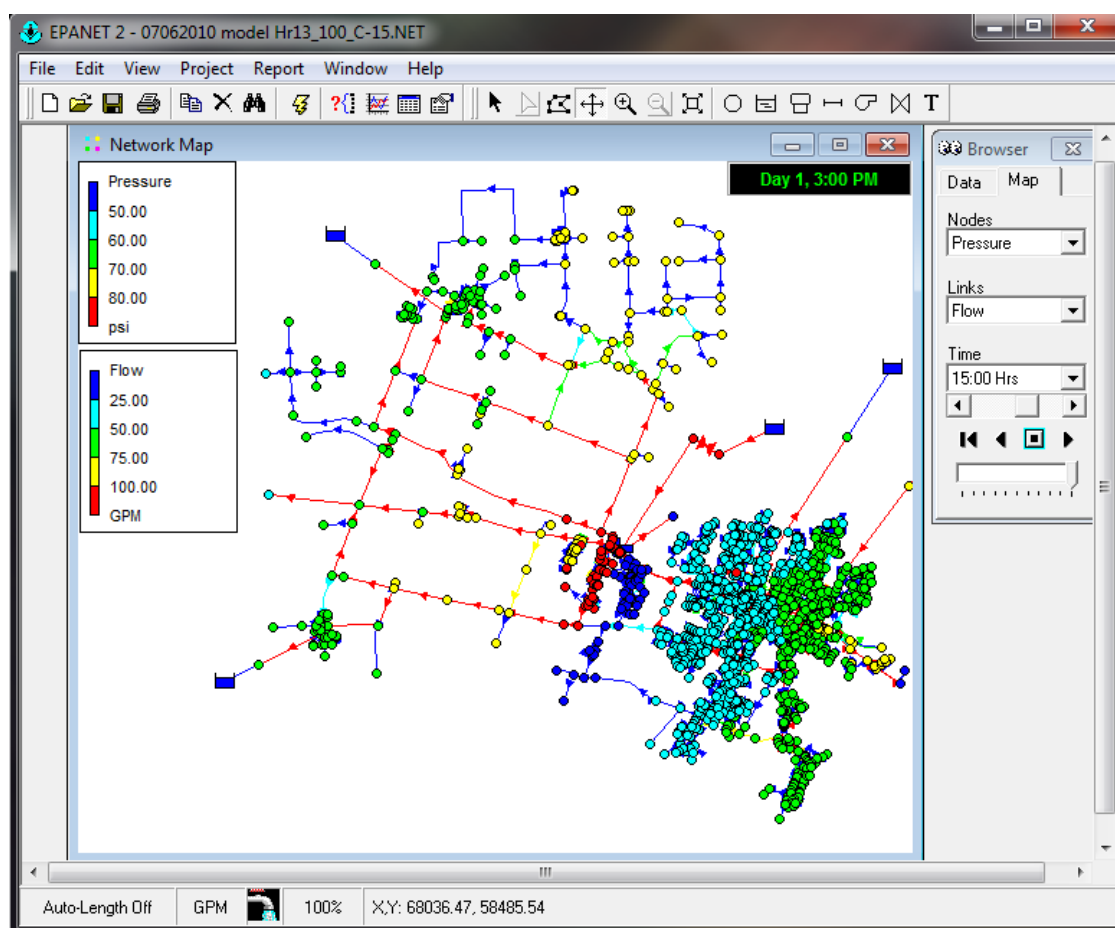 EPANET 2 - 07062010 model Hr13_100_C-15.NET
File Edit View Project Report Window Help
T
Network Map
Pressure
50.00
60.00
70.00
80.00
psi
Flow
25.00
50.00
75.00
100.00
GPM
Day 1, 3:00 PM
Browser
Data Map
Nodes
Pressure
Links
Flow
Time
15:00 Hrs
Auto-Length Off GPM 100% X,Y: 68036.47, 58485.54